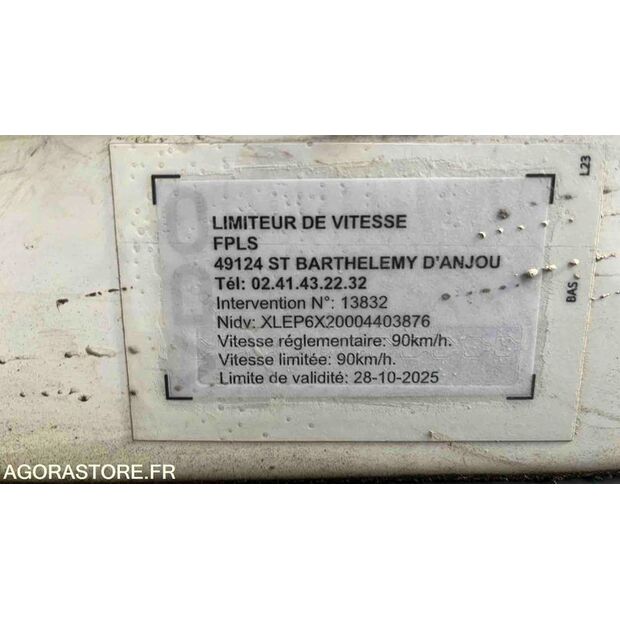 LIMITEUR DE VITESSE
FPLS
49124 ST BARTHELEMY D'ANJOU
Tél: 02.41.43.22.32
Intervention N°: 13832
Nidv: XLEP6X20004403876
Vitesse réglementaire: 90km/h.
Vitesse limitée: 90km/h.
Limite de validité: 28-10-2025
L23
BAS
AGORASTORE.FR